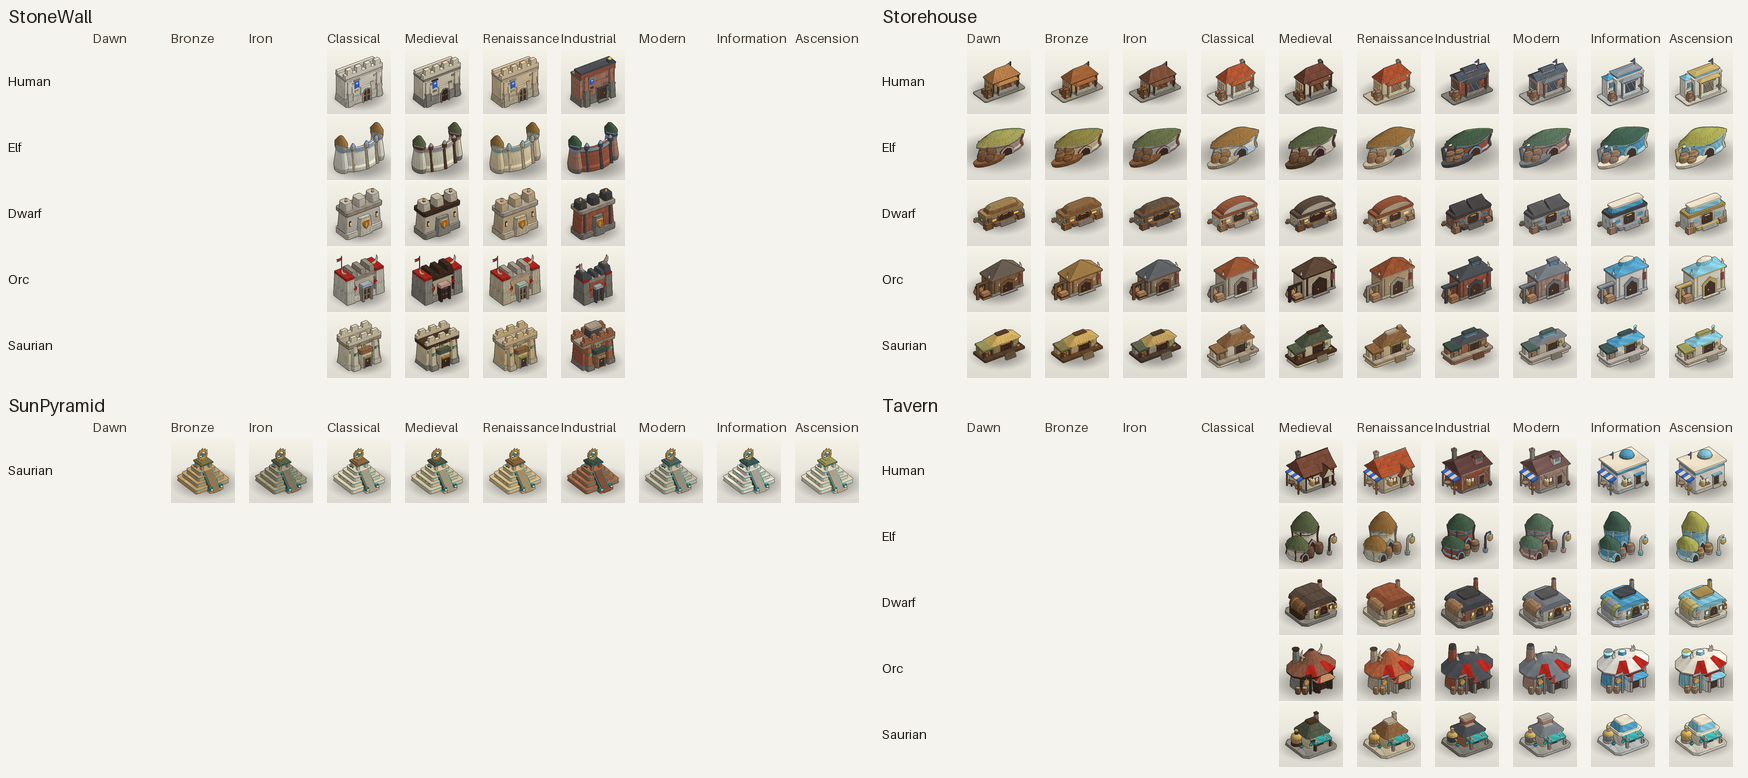 StoneWall
Dawn Bronze Iron Classical Medieval Renaissance Industrial Modern Information Ascension
Human
Elf
Dwarf
Orc
Saurian
Storehouse
Dawn Bronze Iron Classical Medieval Renaissance Industrial Modern Information Ascension
Human
Elf
Dwarf
Orc
Saurian
SunPyramid
Dawn Bronze Iron Classical Medieval Renaissance Industrial Modern Information Ascension
Saurian
Tavern
Dawn Bronze Iron Classical Medieval Renaissance Industrial Modern Information Ascension
Human
Elf
Dwarf
Orc
Saurian